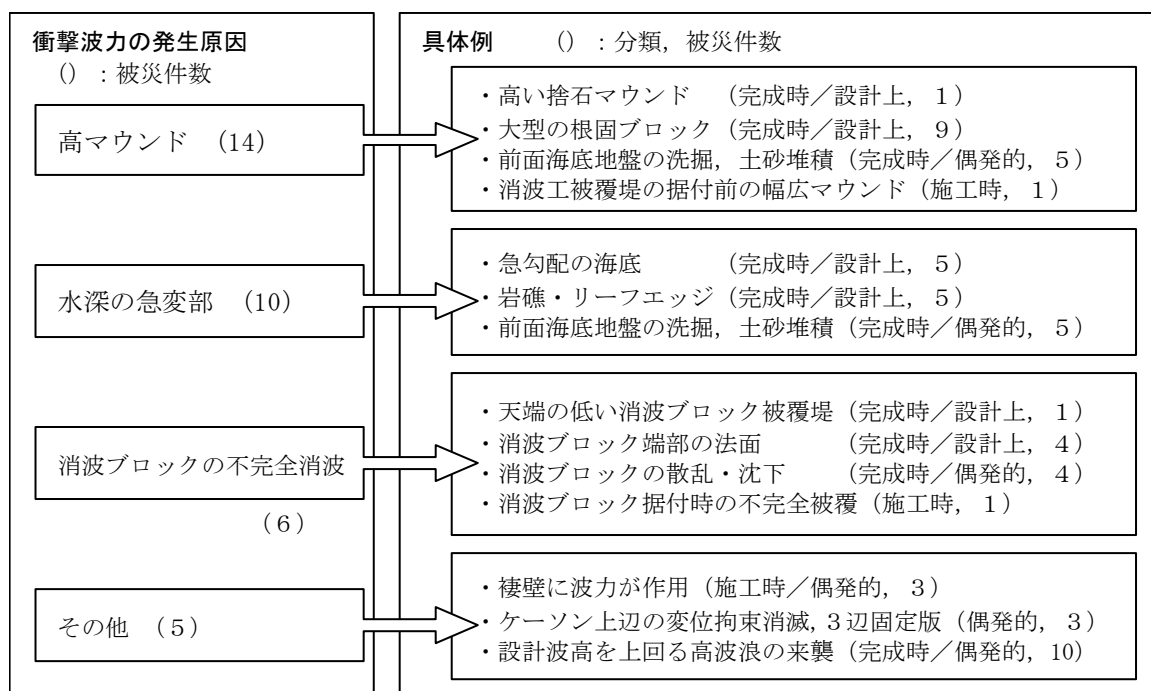 衝撃波力の発生原因
()：被災件数
高マウンド (14)
水深の急変部 (10)
消波ブロックの不完全消波
(６)
その他 (５)
具体例 ()：分類，被災件数
・高い捨石マウンド (完成時／設計上，１)
・大型の根固ブロック (完成時／設計上，９)
・前面海底地盤の洗掘，土砂堆積 (完成時／偶発的，５)
・消波工被覆堤の据付前の幅広マウンド (施工時，１)
・急勾配の海底 (完成時／設計上，５)
・岩礁・リーフエッジ (完成時／設計上，５)
・前面海底地盤の洗掘，土砂堆積 (完成時／偶発的，５)
・天端の低い消波ブロック被覆堤 (完成時／設計上，１)
・消波ブロック端部の法面 (完成時／設計上，４)
・消波ブロックの散乱・沈下 (完成時／偶発的，４)
・消波ブロック据付時の不完全被覆 (施工時，１)
・褄壁に波力が作用 (施工時／偶発的，３)
・ケーソン上辺の変位拘束消滅，３辺固定版 (偶発的，３)
・設計波高を上回る高波浪の来襲 (完成時／偶発的，10)